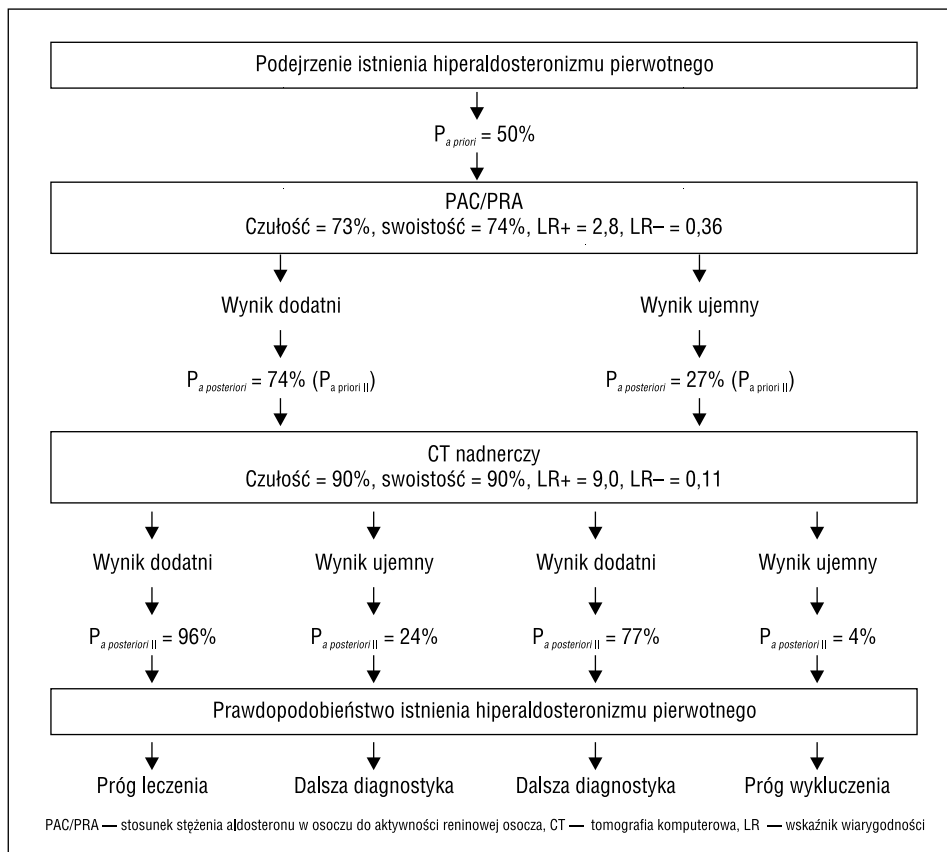 Podejrzenie istnienia hiperaldosteronizmu pierwotnego
P a priori = 50%
PAC/PRA
Czułość = 73%, swoistość = 74%, LR+ = 2,8, LR− = 0,36
Wynik dodatni Wynik ujemny
P a posteriori = 74% (P a priori II) P a posteriori = 27% (P a priori II)
CT nadnerczy
Czułość = 90%, swoistość = 90%, LR+ = 9,0, LR− = 0,11
Wynik dodatni Wynik ujemny Wynik dodatni Wynik ujemny
P a posteriori II = 96% P a posteriori II = 24% P a posteriori II = 77% P a posteriori II = 4%
Prawdopodobieństwo istnienia hiperaldosteronizmu pierwotnego
Próg leczenia Dalsza diagnostyka Dalsza diagnostyka Próg wykluczenia
PAC/PRA — stosunek stężenia aldosteronu w osoczu do aktywności reninowej osocza, CT — tomografia komputerowa, LR — wskaźnik wiarygodności